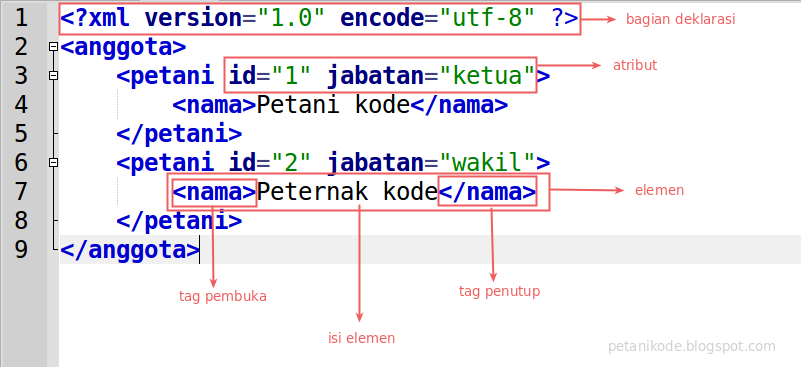 1 <?xml version="1.0" encode="utf-8" ?> bagian deklarasi
2 <anggota>
3 <petani id="1" jabatan="ketua"> atribut
4 <nama>Petani kode</nama>
5 </petani>
6 <petani id="2" jabatan="wakil">
7 <nama>Peternak kode</nama> elemen
8 </petani>
9 </anggota>
tag pembuka
tag penutup
isi elemen
petanikode.blogspot.com